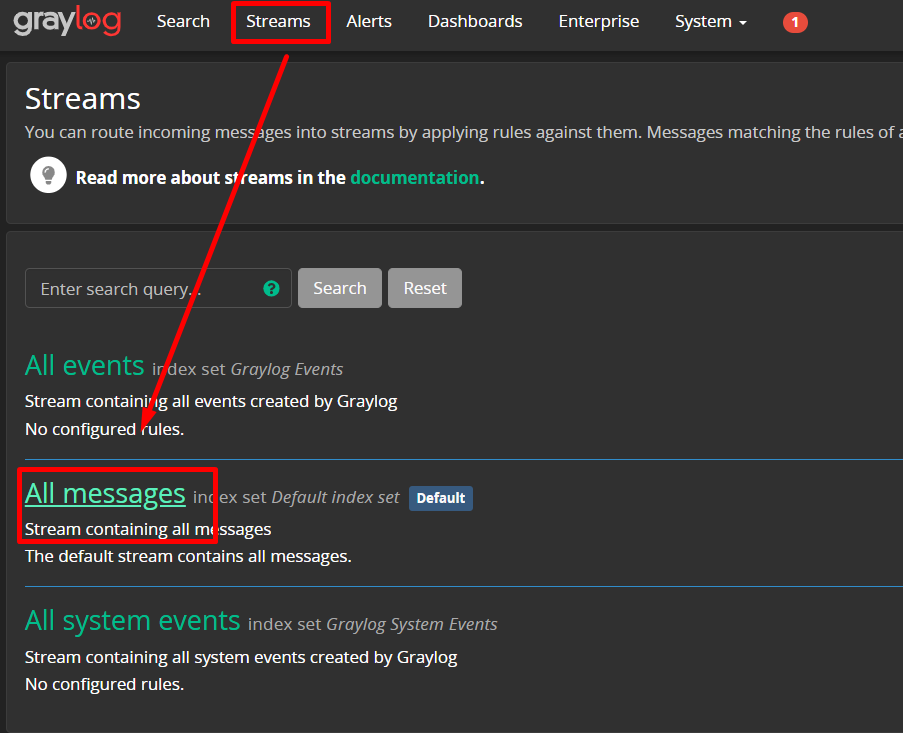 graylog Search Streams Alerts Dashboards Enterprise System 1
Streams
You can route incoming messages into streams by applying rules against them. Messages matching the rules of a
Read more about streams in the documentation.
Enter search query... ? Search Reset
All events index set Graylog Events
Stream containing all events created by Graylog
No configured rules.
All messages index set Default index set Default
Stream containing all messages
The default stream contains all messages.
All system events index set Graylog System Events
Stream containing all system events created by Graylog
No configured rules.